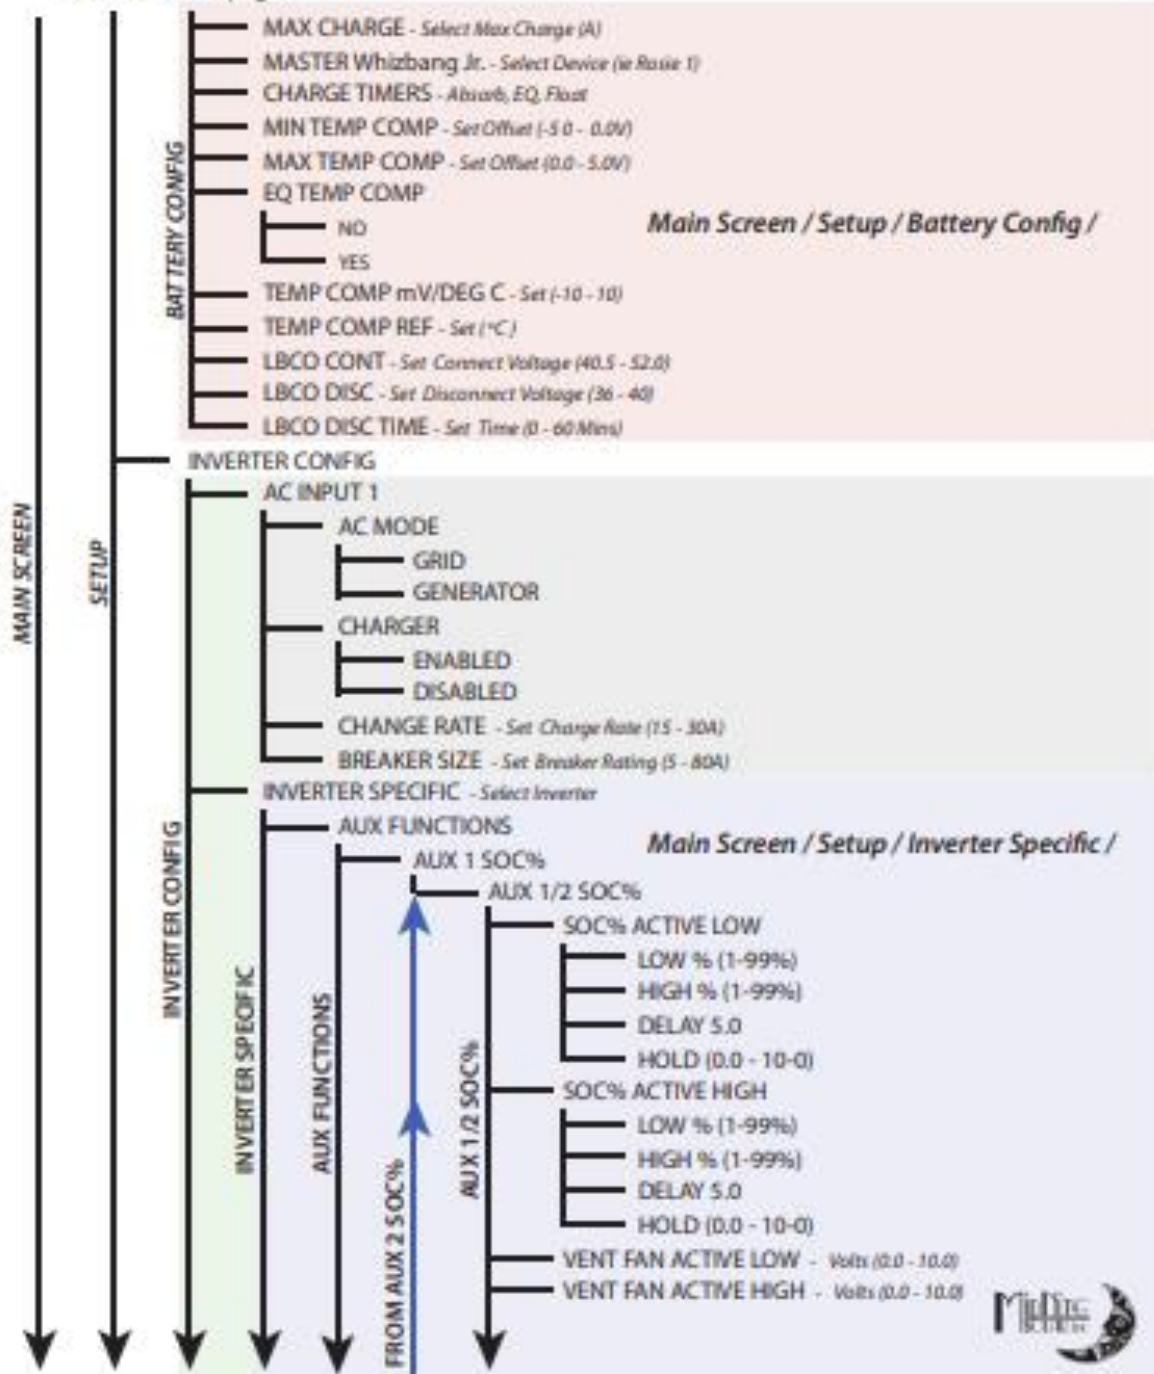 MAX CHARGE - Select Max Charge (A)
MASTER Whizbang Jr. - Select Device (ie Rosie 1)
CHARGE TIMERS - Absorb, EQ, Float
MIN TEMP COMP - Set Offset (-5 0 - 0.0V)
MAX TEMP COMP - Set Offset (0.0 - 5.0V)
EQ TEMP COMP
NO
YES
Main Screen / Setup / Battery Config /
BATTERY CONFIG
TEMP COMP mV/DEG C - Set (-10 - 10)
TEMP COMP REF - Set (°C)
LBCO CONT - Set Connect Voltage (40.5 - 52.0)
LBCO DISC - Set Disconnect Voltage (36 - 40)
LBCO DISC TIME - Set Time (0 - 60 Mins)
INVERTER CONFIG
AC INPUT 1
AC MODE
GRID
GENERATOR
MAIN SCREEN
SETUP
CHARGER
ENABLED
DISABLED
CHANGE RATE - Set Charge Rate (15 - 30A)
BREAKER SIZE - Set Breaker Rating (5 - 80A)
INVERTER SPECIFIC - Select Inverter
AUX FUNCTIONS
Main Screen / Setup / Inverter Specific /
AUX 1 SOC%
AUX 1/2 SOC%
SOC% ACTIVE LOW
LOW % (1-99%)
HIGH % (1-99%)
DELAY 5.0
HOLD (0.0 - 10-0)
INVERTER CONFIG
INVERTER SPECIFIC
AUX FUNCTIONS
FROM AUX 2 SOC%
AUX 1/2 SOC%
SOC% ACTIVE HIGH
LOW % (1-99%)
HIGH % (1-99%)
DELAY 5.0
HOLD (0.0 - 10-0)
VENT FAN ACTIVE LOW - Volts (0.0 - 10.0)
VENT FAN ACTIVE HIGH - Volts (0.0 - 10.0)